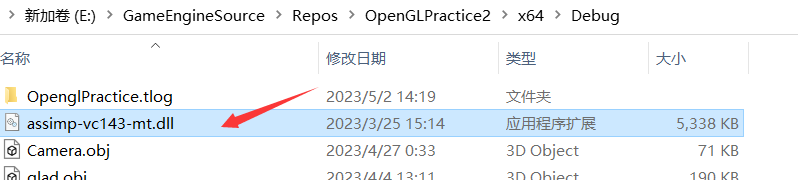 新加卷 (E:) > GameEngineSource > Repos > OpenGLPractice2 > x64 > Debug
名称 修改日期 类型 大小
OpenglPractice.tlog 2023/5/2 14:19 文件夹
assimp-vc143-mt.dll 2023/3/25 15:14 应用程序扩展 5,338 KB
Camera.obj 2023/4/27 0:33 3D Object 71 KB
glad.obj 2023/4/4 13:11 3D Object 190 KB